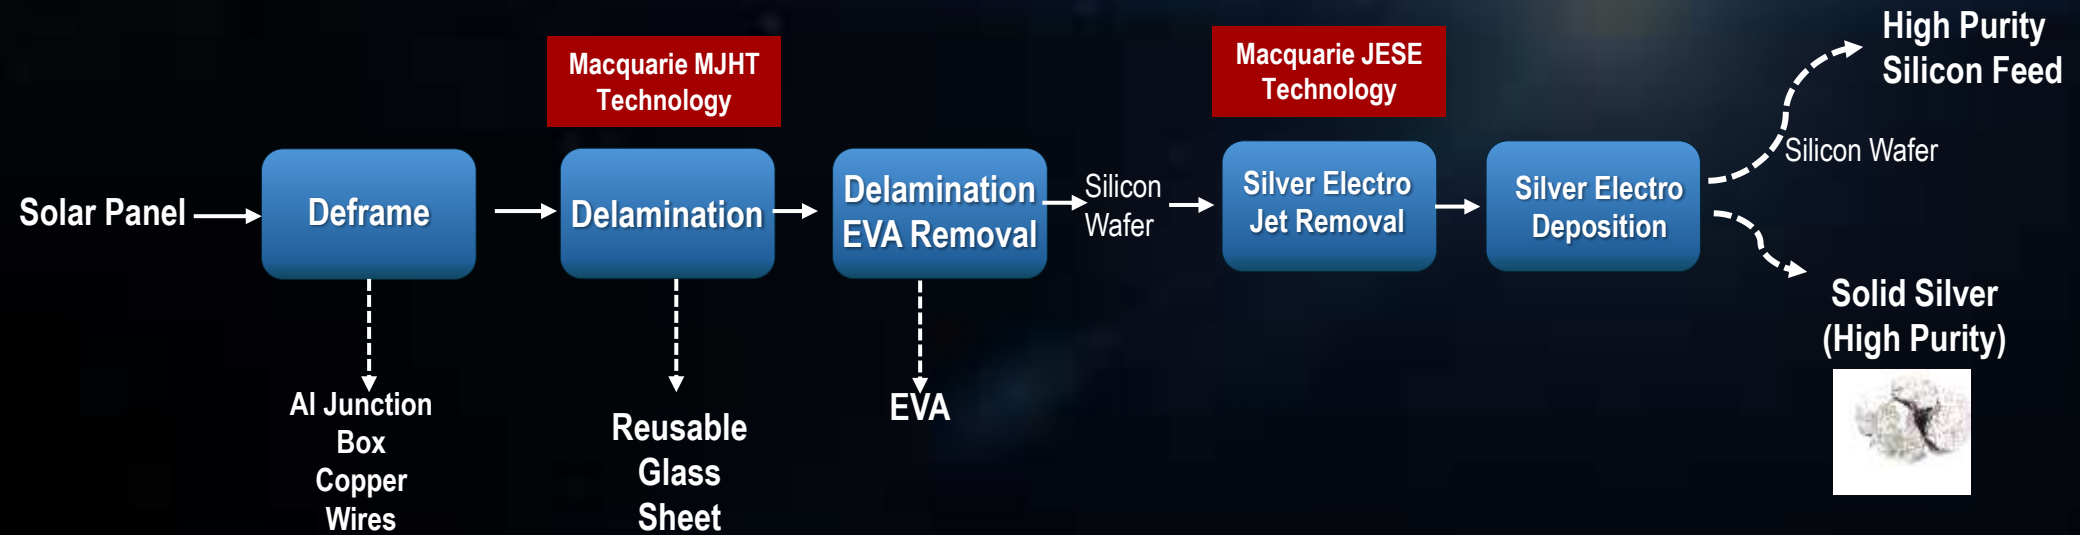 Solar Panel
Deframe
Al Junction
Box
Copper
Wires
Macquarie MJHT
Technology
Delamination
Reusable
Glass
Sheet
Delamination
EVA Removal
EVA
Silicon
Wafer
Macquarie JESE
Technology
Silver Electro
Jet Removal
Silver Electro
Deposition
High Purity
Silicon Feed
Silicon Wafer
Solid Silver
(High Purity)